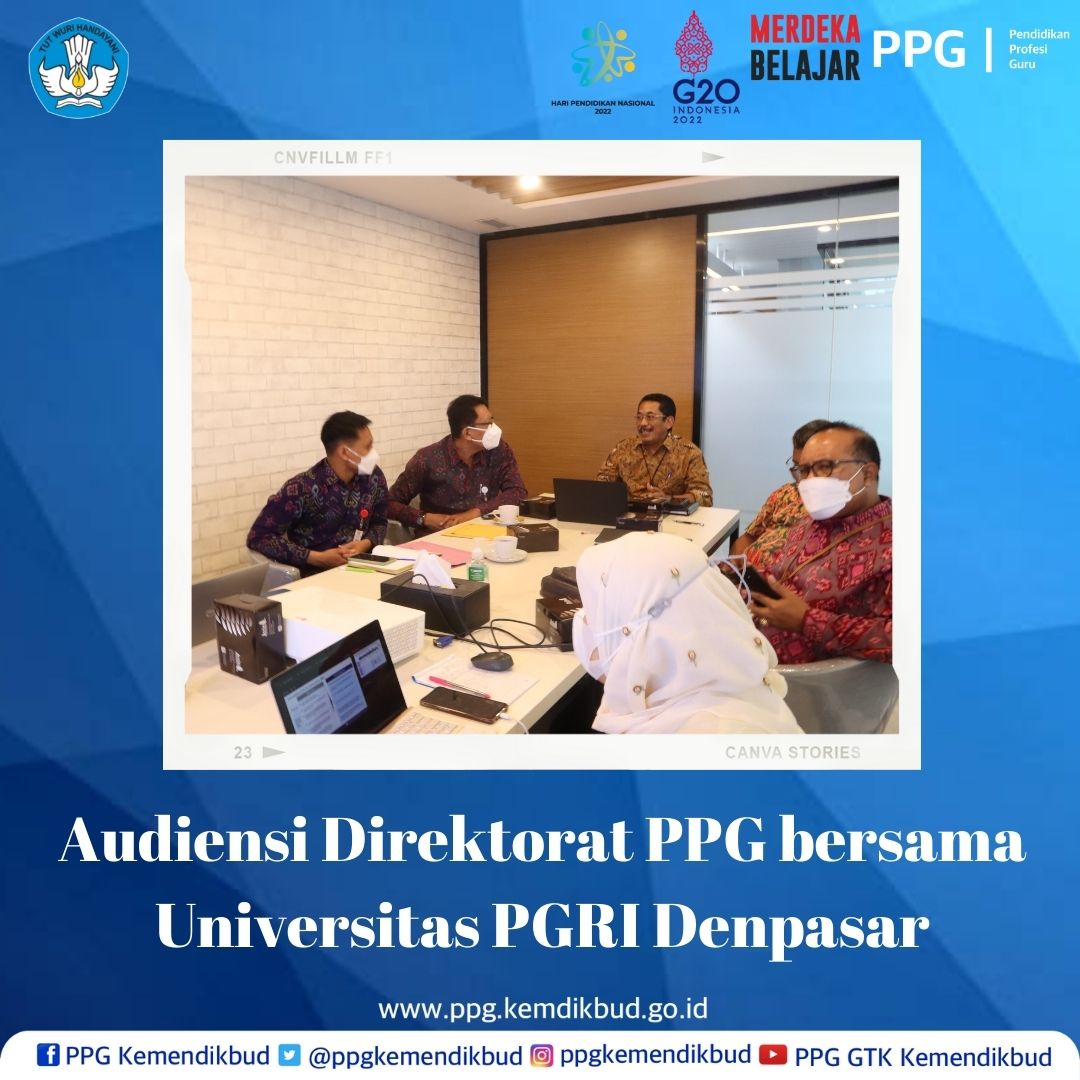 TUT WURI HANDAYANI
HARI PENDIDIKAN NASIONAL
2022
G20
INDONESIA
2022
MERDEKA
BELAJAR
PPG
Pendidikan
Profesi
Guru
CNVFILLM FF1
23
CANVA STORIES
Audiensi Direktorat PPG bersama
Universitas PGRI Denpasar
www.ppg.kemdikbud.go.id
PPG Kemendikbud @ppgkemendikbud ppgkemendikbud PPG GTK Kemendikbud